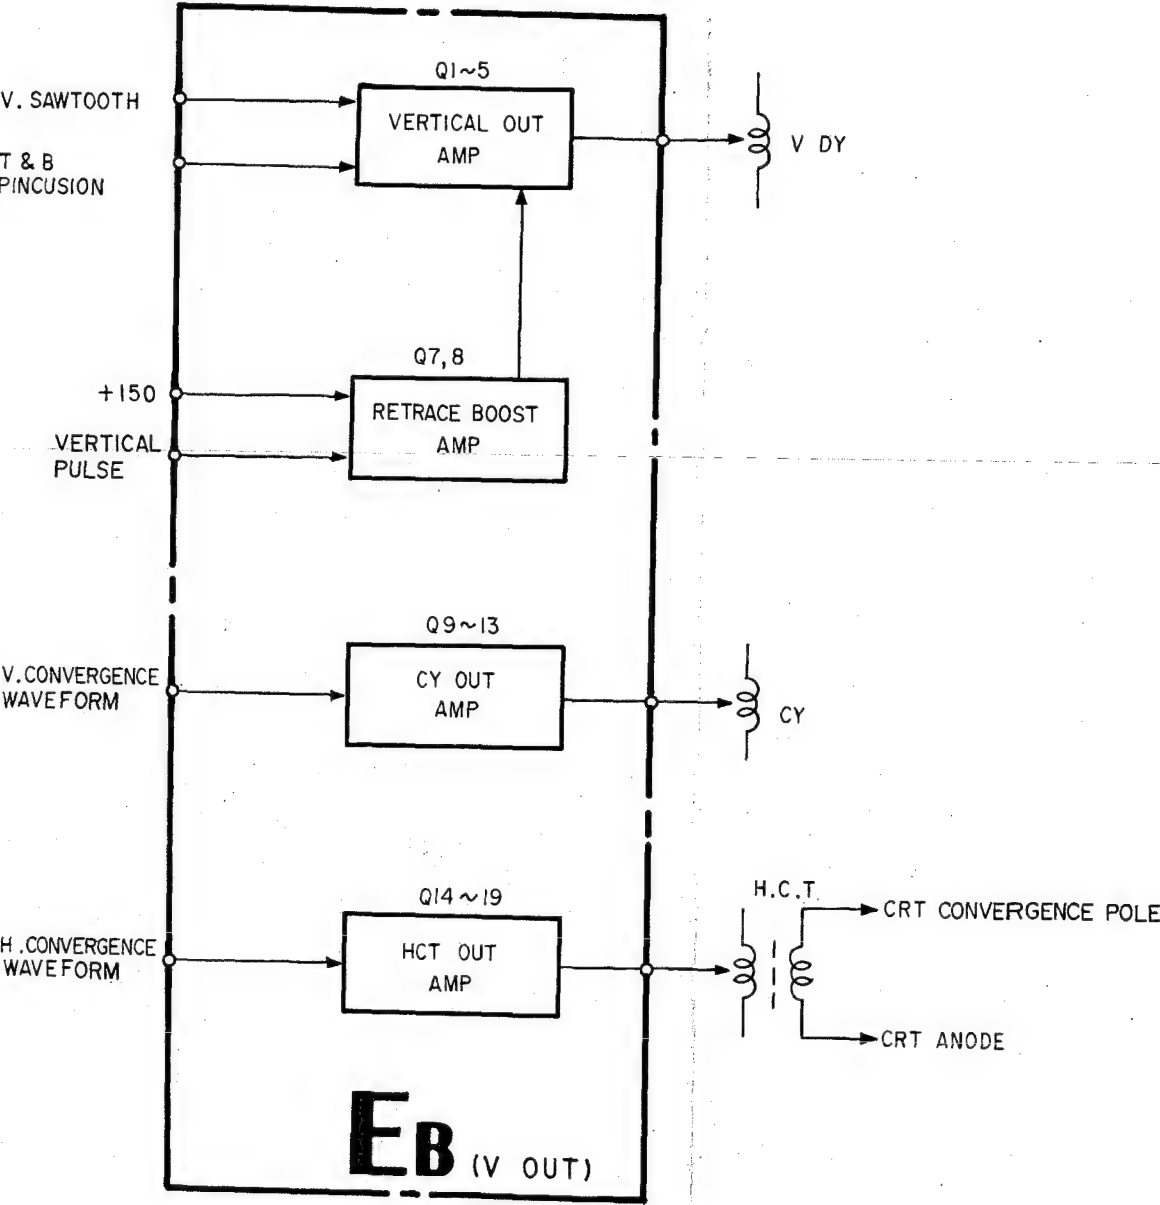 Q1~5
V. SAWTOOTH
VERTICAL OUT
AMP
V DY
T & B
PINCUSION
Q7,8
+150
RETRACE BOOST
AMP
VERTICAL
PULSE
Q9~13
V.CONVERGENCE
WAVEFORM
CY OUT
AMP
CY
Q14~19
H.C.T.
CRT CONVERGENCE POLE
H.CONVERGENCE
WAVEFORM
HCT OUT
AMP
CRT ANODE
EB (V OUT)